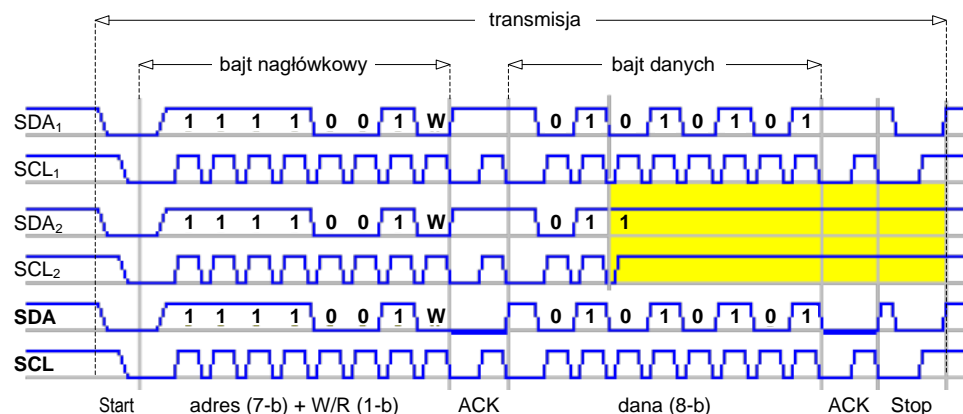 transmisja
bajt nagłówkowy bajt danych
SDA₁ 1 1 1 1 0 0 1 W 0 1 0 1 0 1 0 1
SCL₁
SDA₂ 1 1 1 1 0 0 1 W 0 1 1
SCL₂
SDA 1 1 1 1 0 0 1 W 0 1 0 1 0 1 0 1
SCL
Start adres (7-b) + W/R (1-b) ACK dana (8-b) ACK Stop